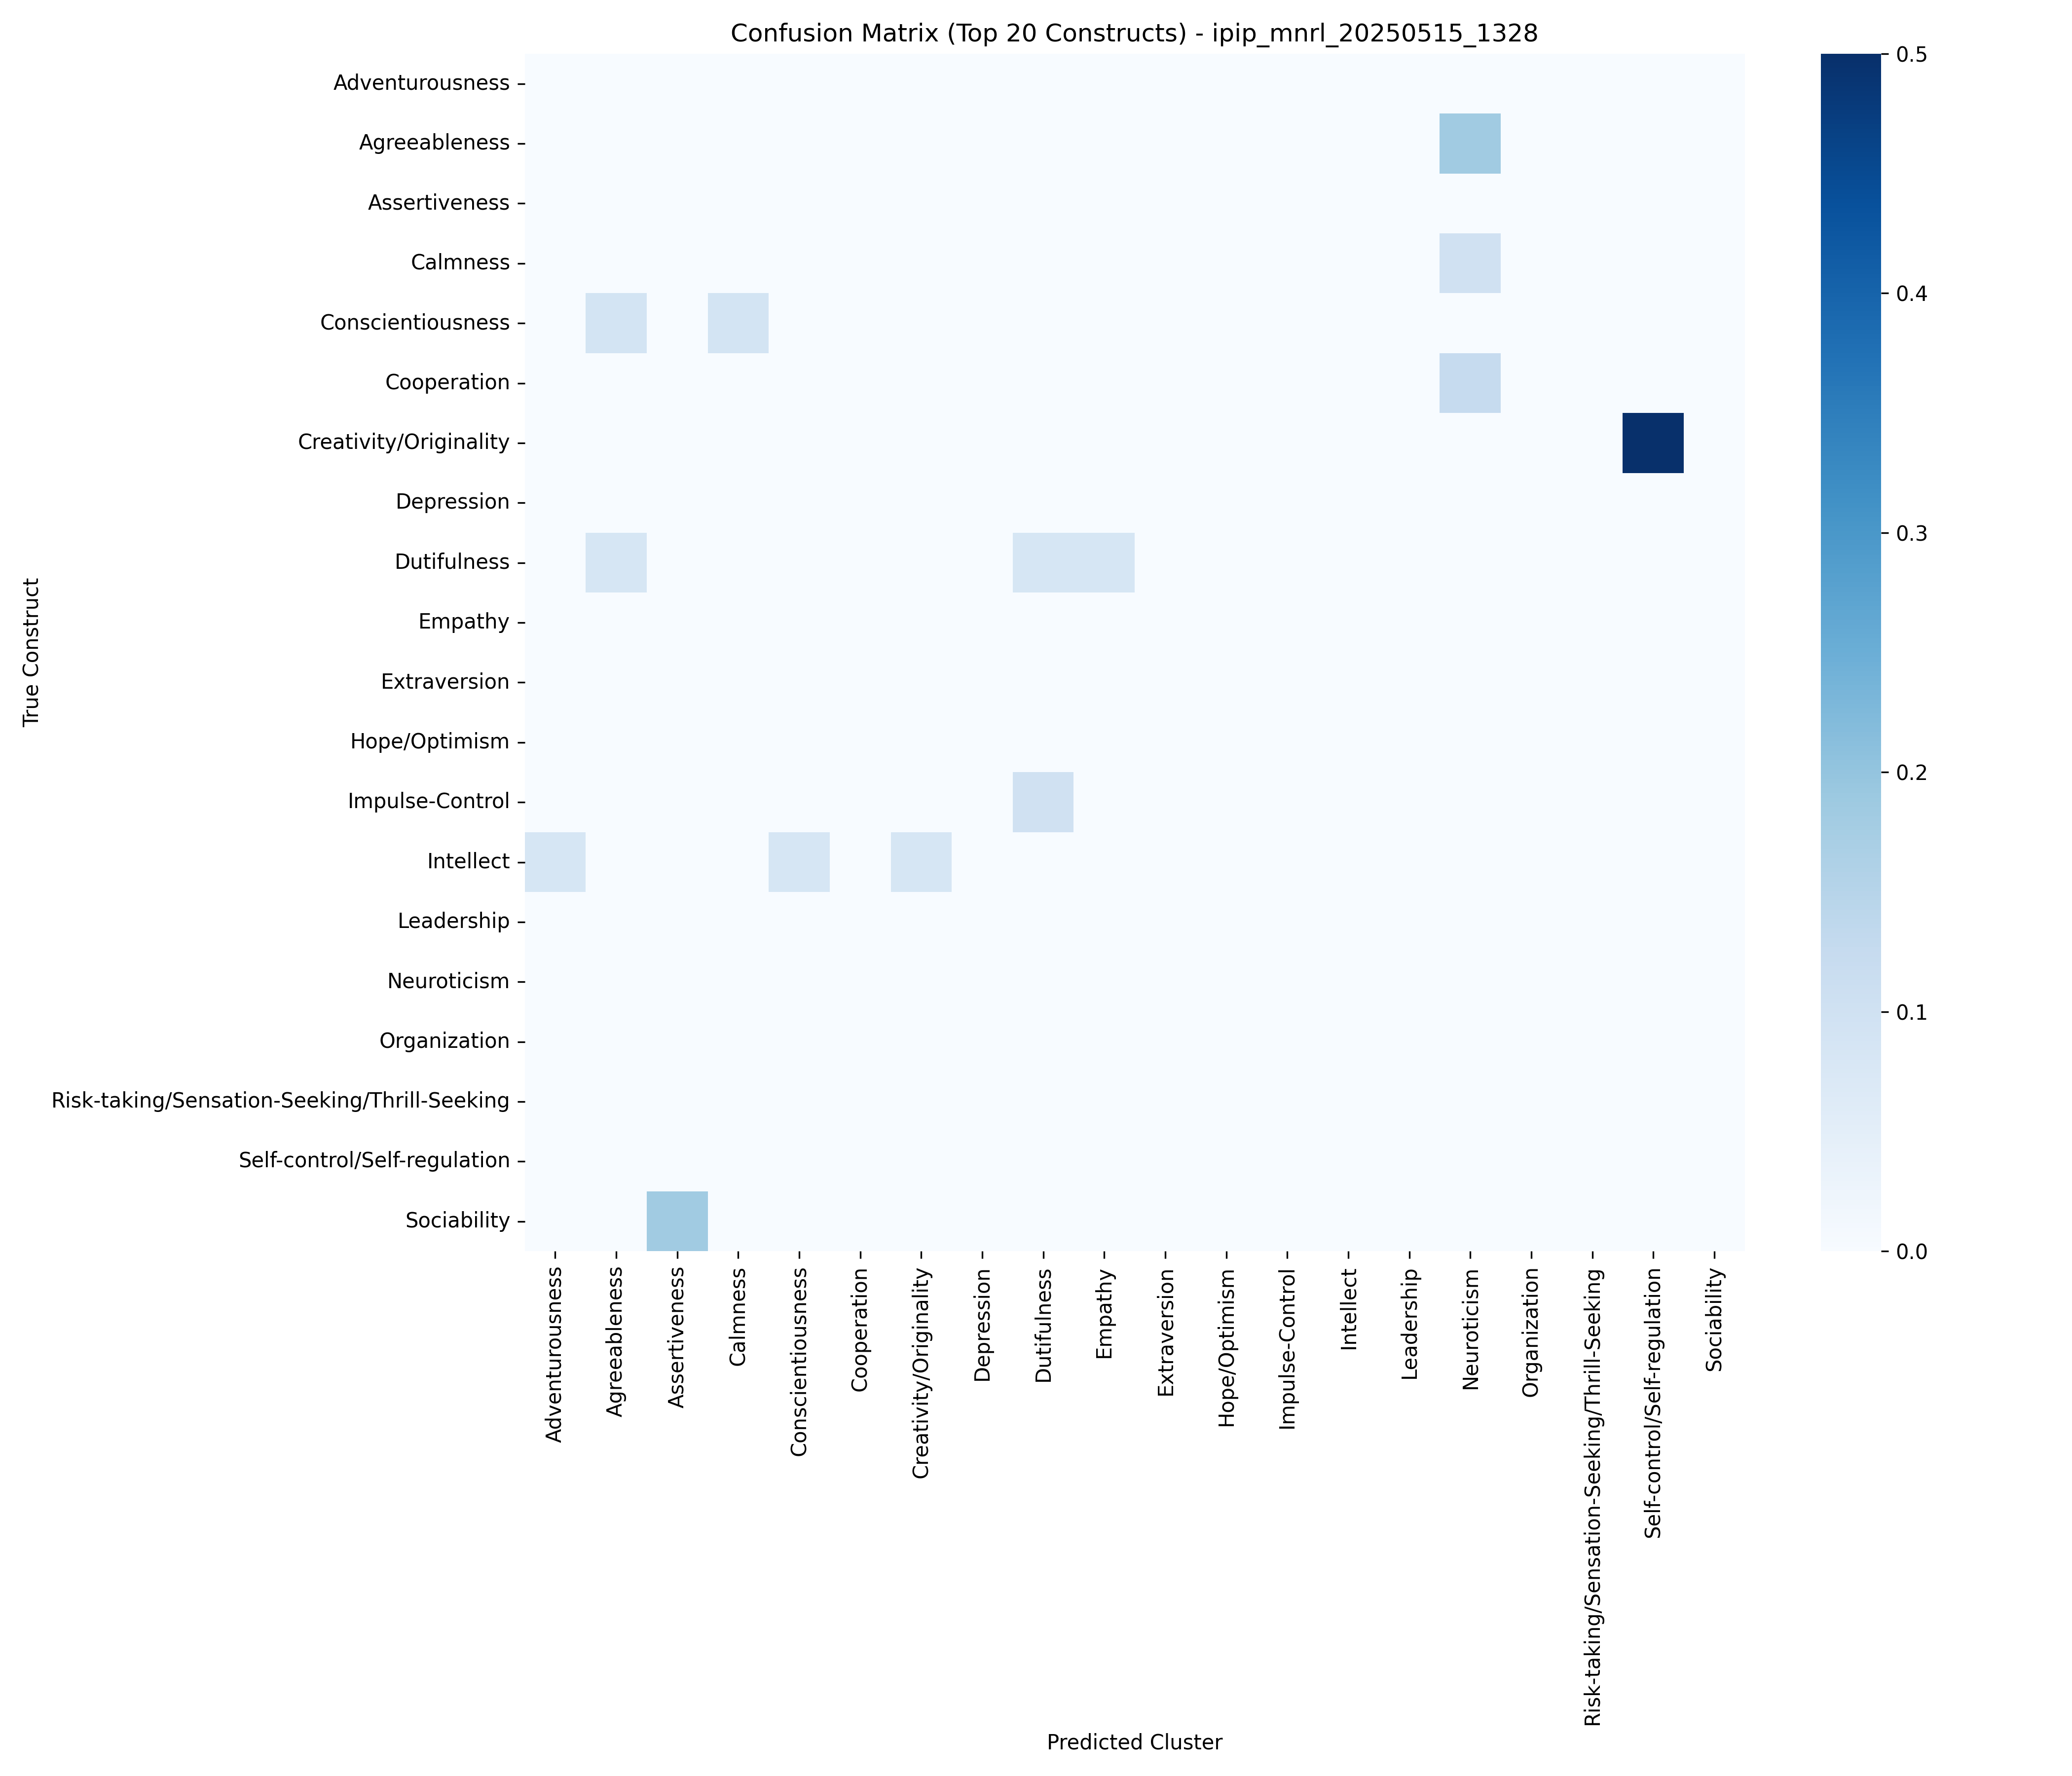 Confusion Matrix (Top 20 Constructs) - ipip_mnrl_20250515_1328
True Construct
Adventurousness
Agreeableness
Assertiveness
Calmness
Conscientiousness
Cooperation
Creativity/Originality
Depression
Dutifulness
Empathy
Extraversion
Hope/Optimism
Impulse-Control
Intellect
Leadership
Neuroticism
Organization
Risk-taking/Sensation-Seeking/Thrill-Seeking
Self-control/Self-regulation
Sociability
Adventurousness
Agreeableness
Assertiveness
Calmness
Conscientiousness
Cooperation
Creativity/Originality
Depression
Dutifulness
Empathy
Extraversion
Hope/Optimism
Impulse-Control
Intellect
Leadership
Neuroticism
Organization
Risk-taking/Sensation-Seeking/Thrill-Seeking
Self-control/Self-regulation
Sociability
Predicted Cluster
0.5
0.4
0.3
0.2
0.1
0.0